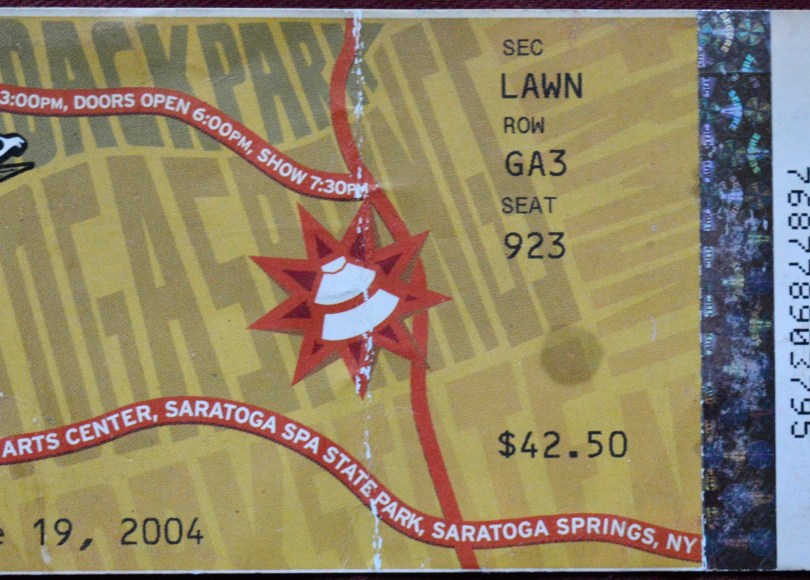 3:00PM, DOORS OPEN 6:00PM, SHOW 7:30PM
SEC
LAWN
ROW
GA3
SEAT
923
$42.50
ARTS CENTER, SARATOGA SPA STATE PARK, SARATOGA SPRINGS, NY
e 19, 2004